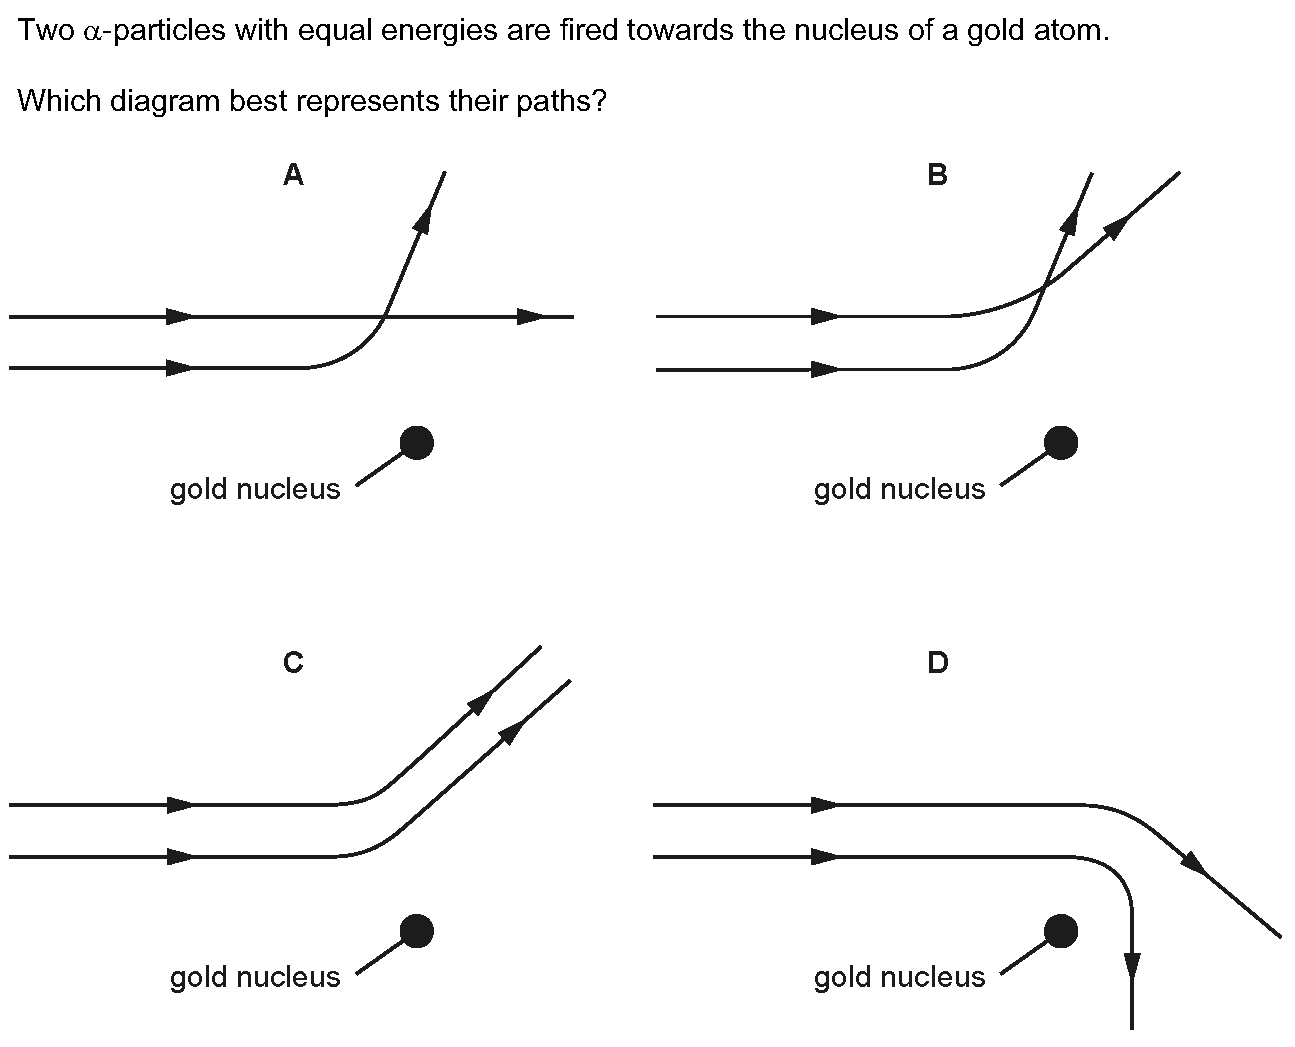 Two α-particles with equal energies are fired towards the nucleus of a gold atom.
Which diagram best represents their paths?
A
B
gold nucleus
gold nucleus
C
D
gold nucleus
gold nucleus